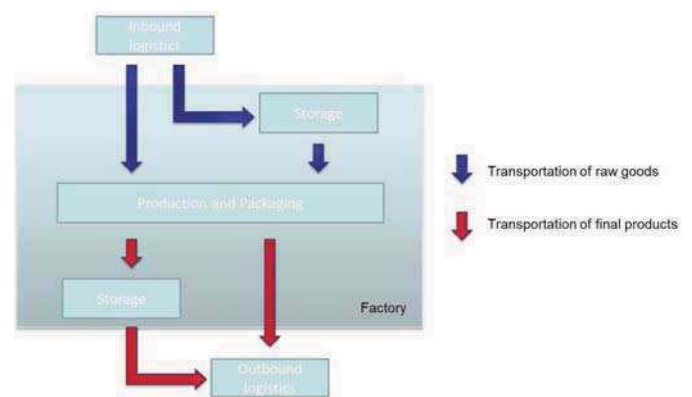 Inbound
logistics
Storage
Production and Packaging
Storage
Factory
Outbound
logistics
Transportation of raw goods
Transportation of final products